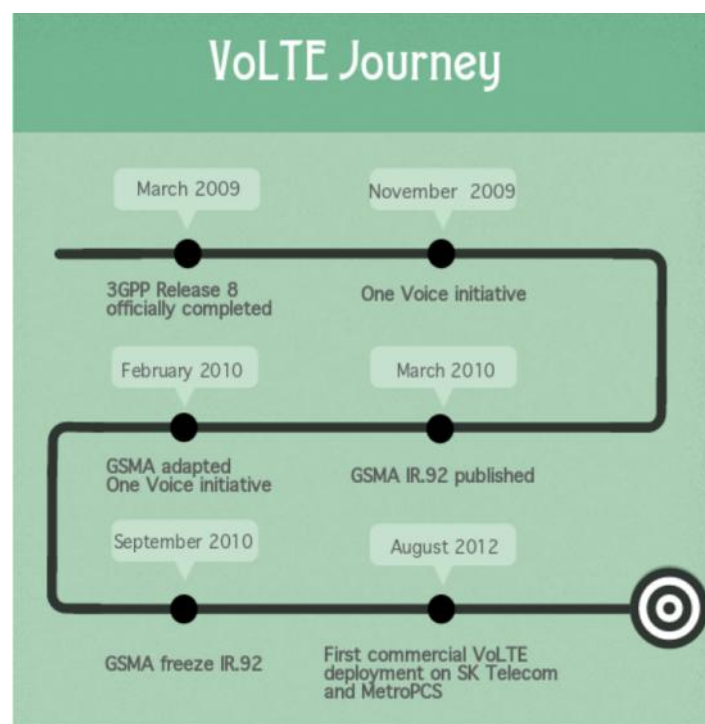 VoLTE Journey
March 2009
November 2009
3GPP Release 8
officially completed
One Voice initiative
February 2010
March 2010
GSMA adapted
One Voice initiative
GSMA IR.92 published
September 2010
August 2012
GSMA freeze IR.92
First commercial VoLTE
deployment on SK Telecom
and MetroPCS